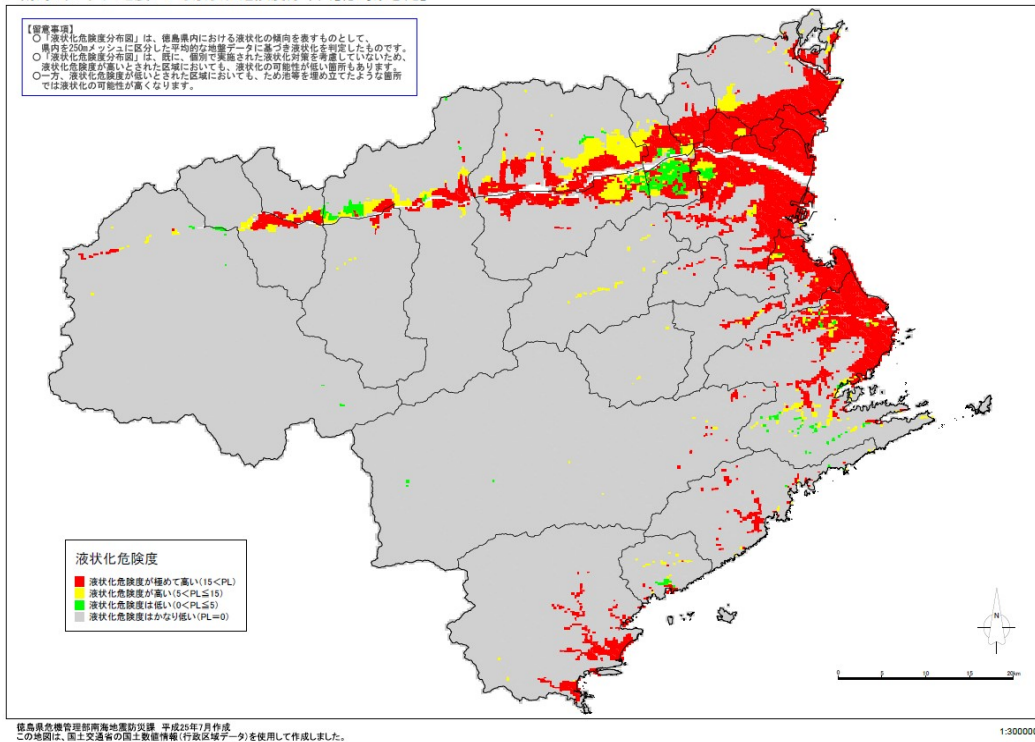 【留意事項】
○「液状化危険度分布図」は、徳島県内における液状化の傾向を表すものとして、
県内を250mメッシュに区分した平均的な地盤データに基づき液状化を判定したものです。
○「液状化危険度分布図」は、既に、個別で実施された液状化対策を考慮していないため、
液状化危険度が高いとされた区域においても、液状化の可能性が低い箇所もあります。
○一方、液状化危険度が低いとされた区域においても、ため池等を埋め立てたような箇所
では液状化の可能性が高くなります。
液状化危険度
液状化危険度が極めて高い(15<PL)
液状化危険度が高い(5<PL≦15)
液状化危険度は低い(0<PL≦5)
液状化危険度はかなり低い(PL=0)
N
0 5 10 15 20km
徳島県危機管理部南海地震防災課 平成25年7月作成
この地図は、国土交通省の国土数値情報(行政区域データ)を使用して作成しました。